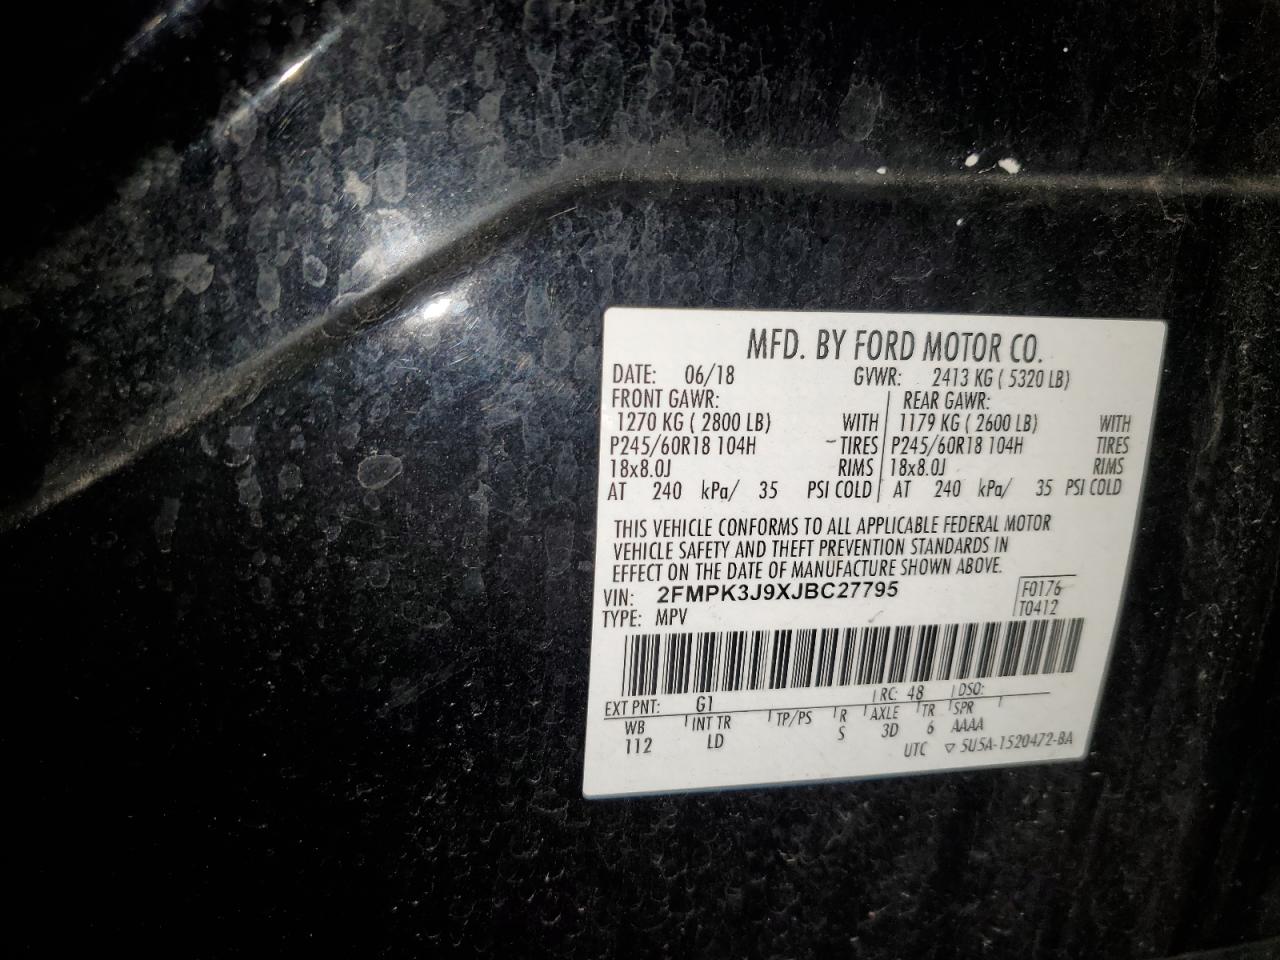 MFD. BY FORD MOTOR CO.
DATE: 06/18 GVWR: 2413 KG ( 5320 LB)
FRONT GAWR: REAR GAWR:
1270 KG ( 2800 LB) WITH 1179 KG ( 2600 LB) WITH
P245/60R18 104H TIRES P245/60R18 104H TIRES
18x8.0J RIMS 18x8.0J RIMS
AT 240 kPa/ 35 PSI COLD AT 240 kPa/ 35 PSI COLD
THIS VEHICLE CONFORMS TO ALL APPLICABLE FEDERAL MOTOR
VEHICLE SAFETY AND THEFT PREVENTION STANDARDS IN
EFFECT ON THE DATE OF MANUFACTURE SHOWN ABOVE.
VIN: 2FMPK3J9XJBC27795 F0176
TYPE: MPV T0412
EXT PNT: G1 RC: 48 DSO:
WB INT TR TP/PS R AXLE TR SPR
112 LD S 3D 6 AAAA
UTC ▽ 5U5A-1520472-BA